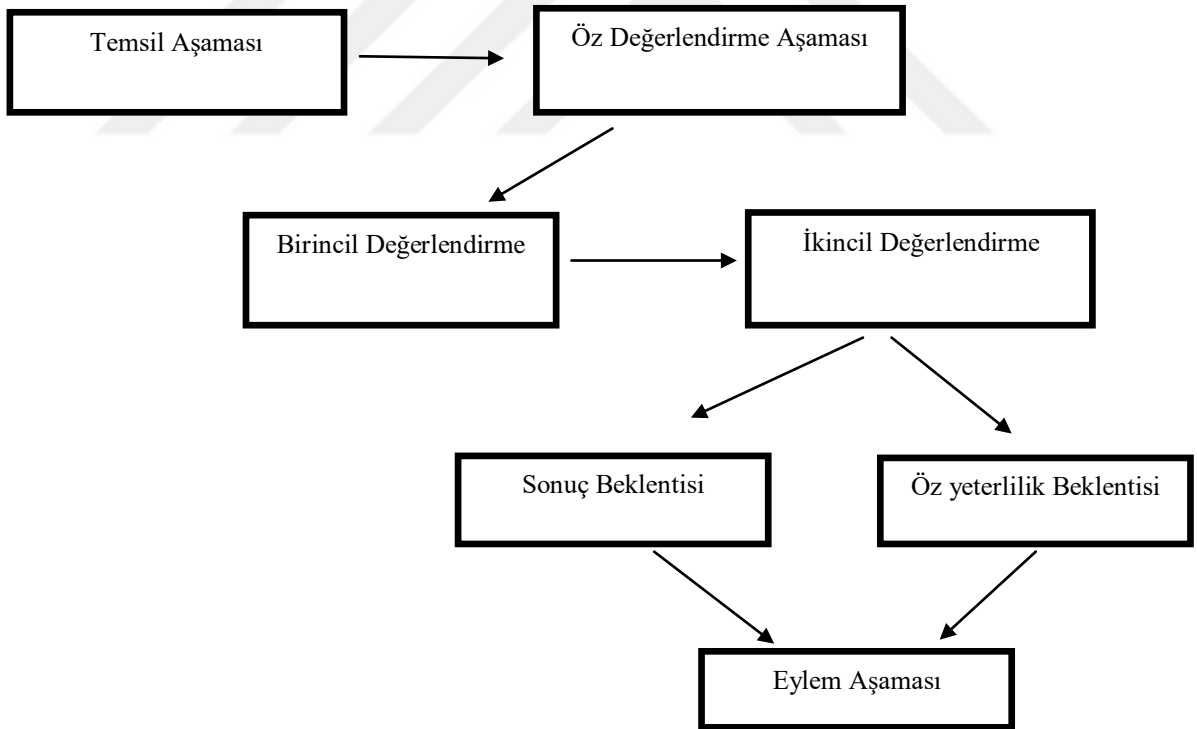 Temsil Aşaması
Öz Değerlendirme Aşaması
Birincil Değerlendirme
İkincil Değerlendirme
Sonuç Beklentisi
Öz yeterlilik Beklentisi
Eylem Aşaması